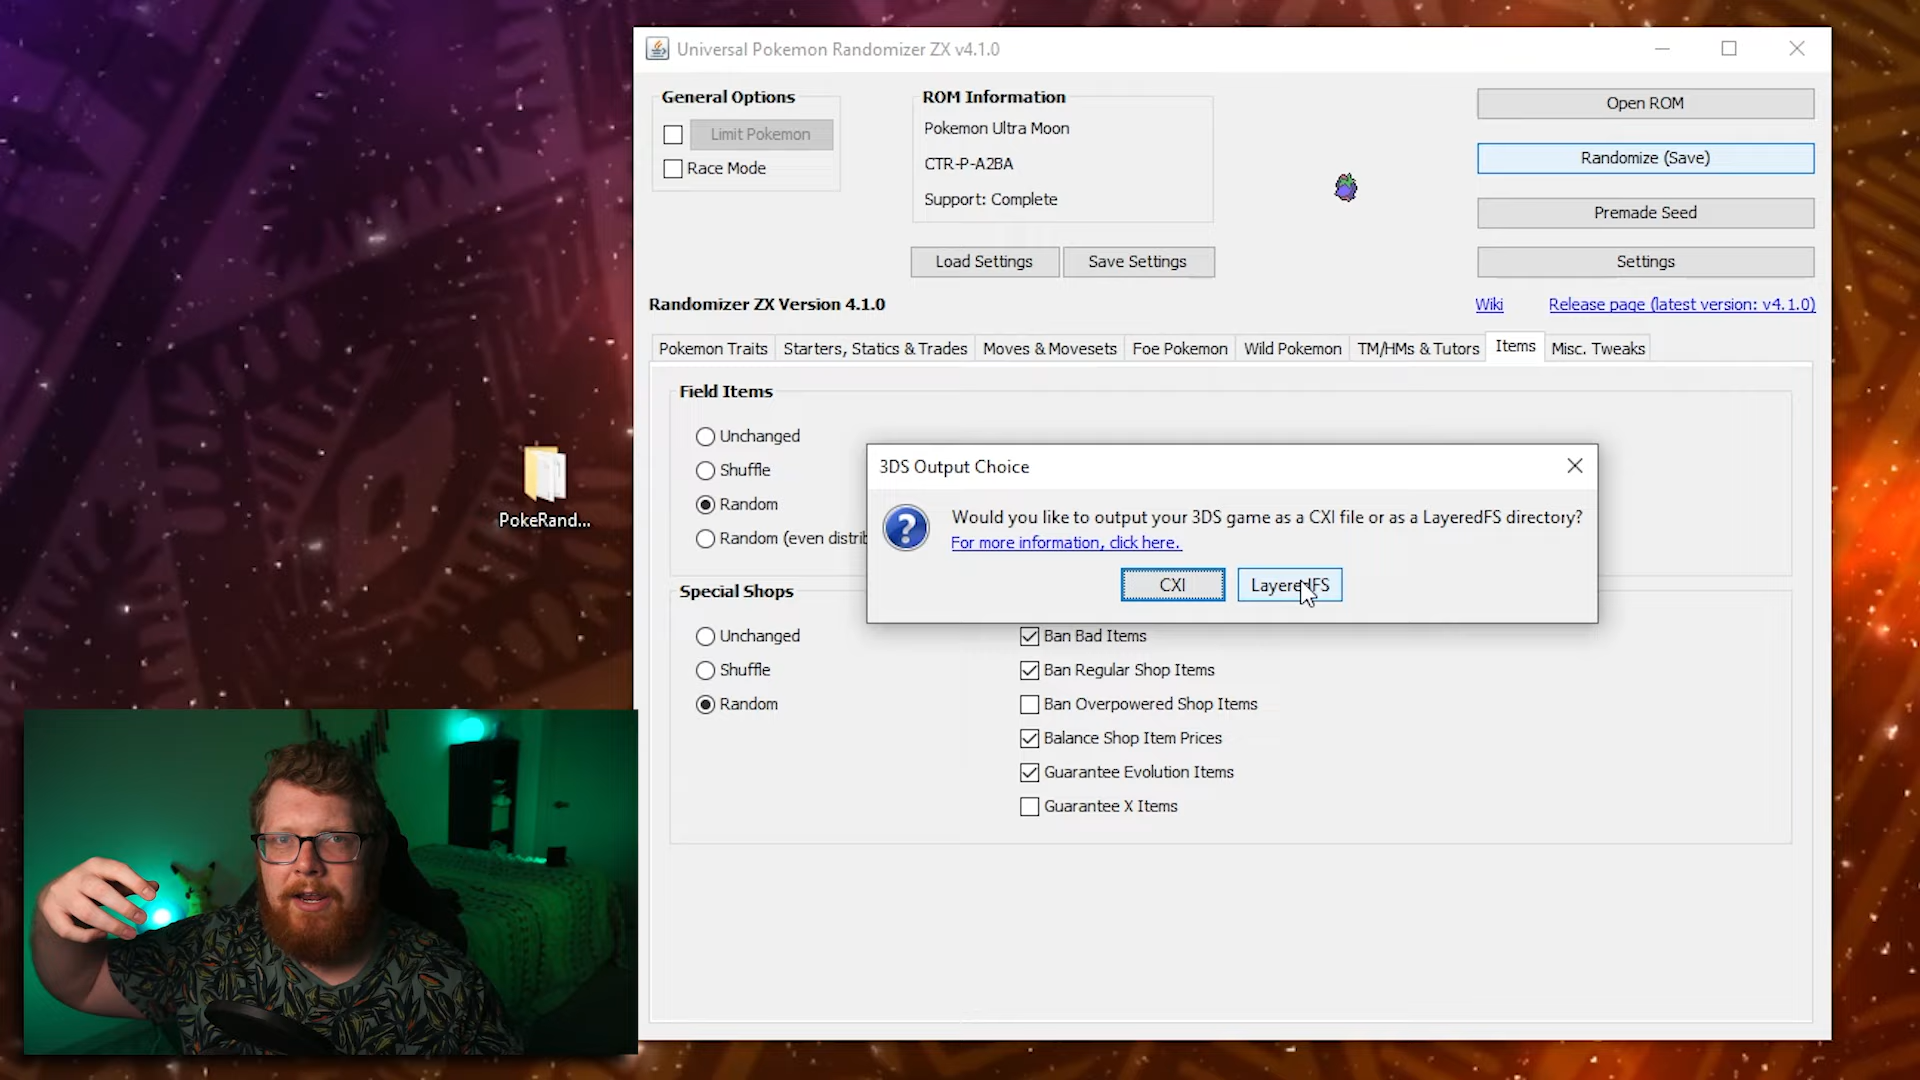 Universal Pokemon Randomizer ZX v4.1.0
General Options
Limit Pokemon
Race Mode
ROM Information
Pokemon Ultra Moon
CTR-P-A2BA
Support: Complete
Open ROM
Randomize (Save)
Premade Seed
Settings
Load Settings
Save Settings
Randomizer ZX Version 4.1.0
Wiki
Release page (latest version: v4.1.0)
Pokemon Traits
Starters, Statics & Trades
Moves & Movesets
Foe Pokemon
Wild Pokemon
TM/HMs & Tutors
Items
Misc. Tweaks
Field Items
Unchanged
Shuffle
Random
Random (even distrib
3DS Output Choice
Would you like to output your 3DS game as a CXI file or as a LayeredFS directory?
For more information, click here.
CXI
LayeredFS
Special Shops
Unchanged
Shuffle
Random
Ban Bad Items
Ban Regular Shop Items
Ban Overpowered Shop Items
Balance Shop Item Prices
Guarantee Evolution Items
Guarantee X Items
PokeRand...